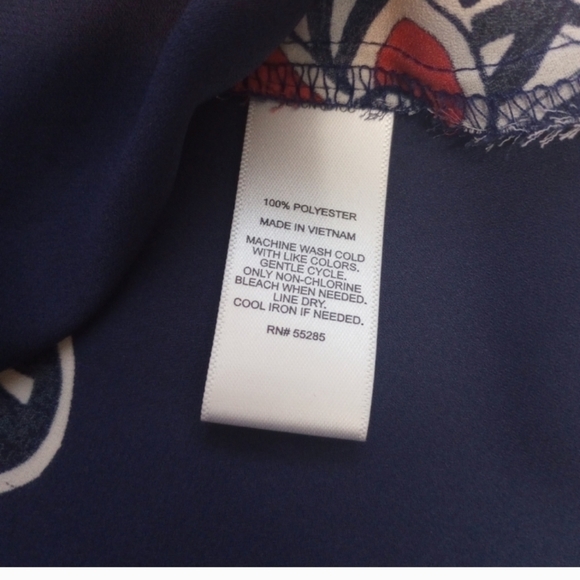 100% POLYESTER
MADE IN VIETNAM
MACHINE WASH COLD
WITH LIKE COLORS.
GENTLE CYCLE.
ONLY NON-CHLORINE
BLEACH WHEN NEEDED.
LINE DRY.
COOL IRON IF NEEDED.
RN# 55285